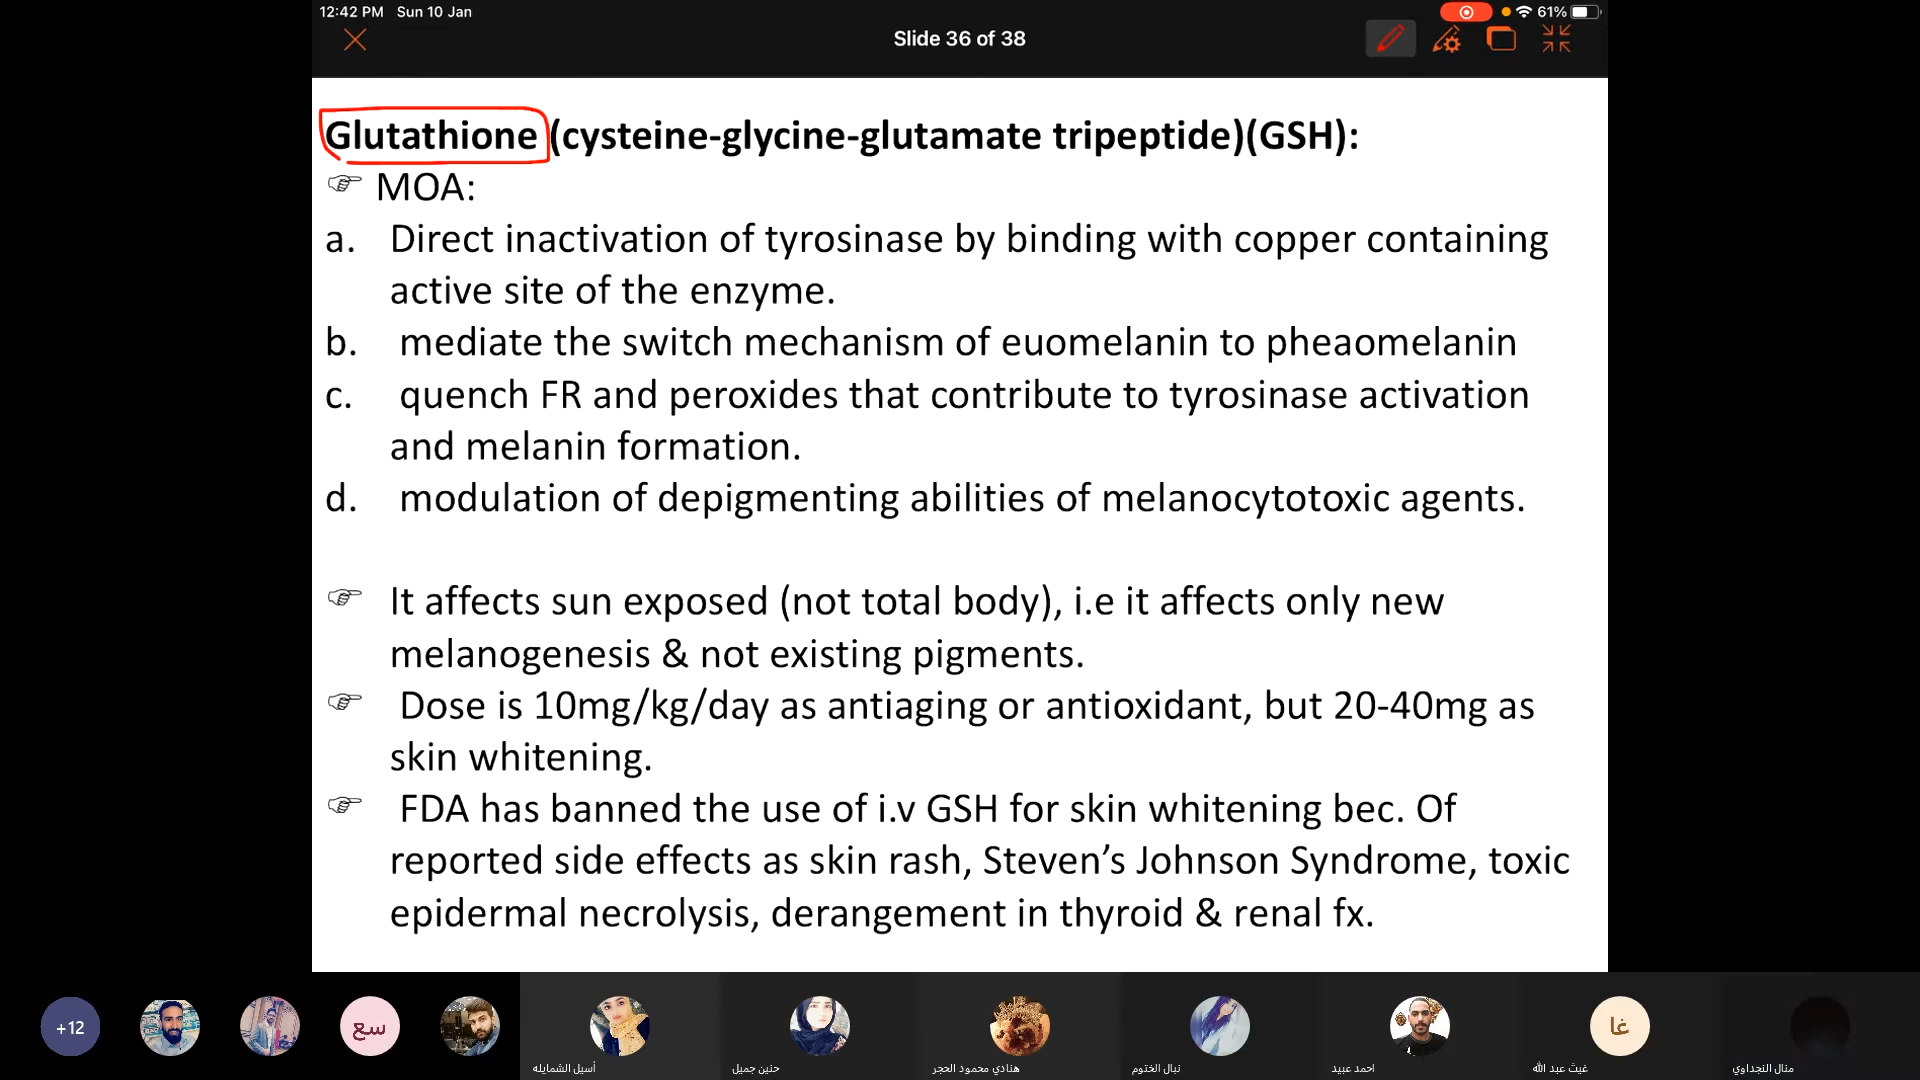 12:42 PM Sun 10 Jan
61%
Slide 36 of 38
Glutathione (cysteine-glycine-glutamate tripeptide)(GSH):
☞ MOA:
a. Direct inactivation of tyrosinase by binding with copper containing
active site of the enzyme.
b. mediate the switch mechanism of euomelanin to pheaomelanin
c. quench FR and peroxides that contribute to tyrosinase activation
and melanin formation.
d. modulation of depigmenting abilities of melanocytotoxic agents.
☞ It affects sun exposed (not total body), i.e it affects only new
melanogenesis & not existing pigments.
☞ Dose is 10mg/kg/day as antiaging or antioxidant, but 20-40mg as
skin whitening.
☞ FDA has banned the use of i.v GSH for skin whitening bec. Of
reported side effects as skin rash, Steven’s Johnson Syndrome, toxic
epidermal necrolysis, derangement in thyroid & renal fx.
+12
سع
غا
أسيل الشمايله
حنين جميل
هنادي محمود الحجر
نبال الختوم
احمد عبيد
غيث عبد الله
منال النجداوي